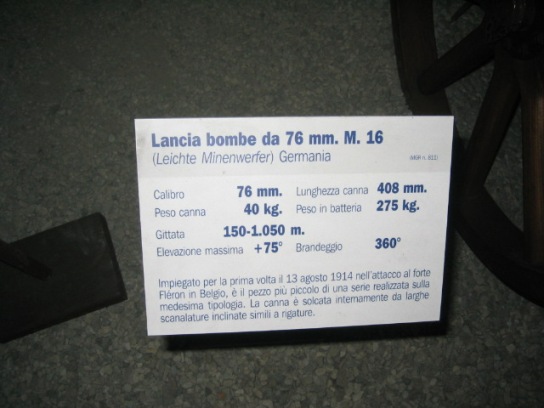 Lancia bombe da 76 mm. M. 16
(Leichte Minenwerfer) Germania
Calibro 76 mm. Lunghezza canna 408 mm.
Peso canna 40 kg. Peso in batteria 275 kg.
Gittata 150-1.050 m.
Elevazione massima +75° Brandeggio 360°
Impiegato per la prima volta il 13 agosto 1914 nell'attacco al forte
Fléron in Belgio, è il pezzo più piccolo di una serie realizzata sulla
medesima tipologia. La canna è solcata internamente da larghe
scanalature inclinate simili a rigature.